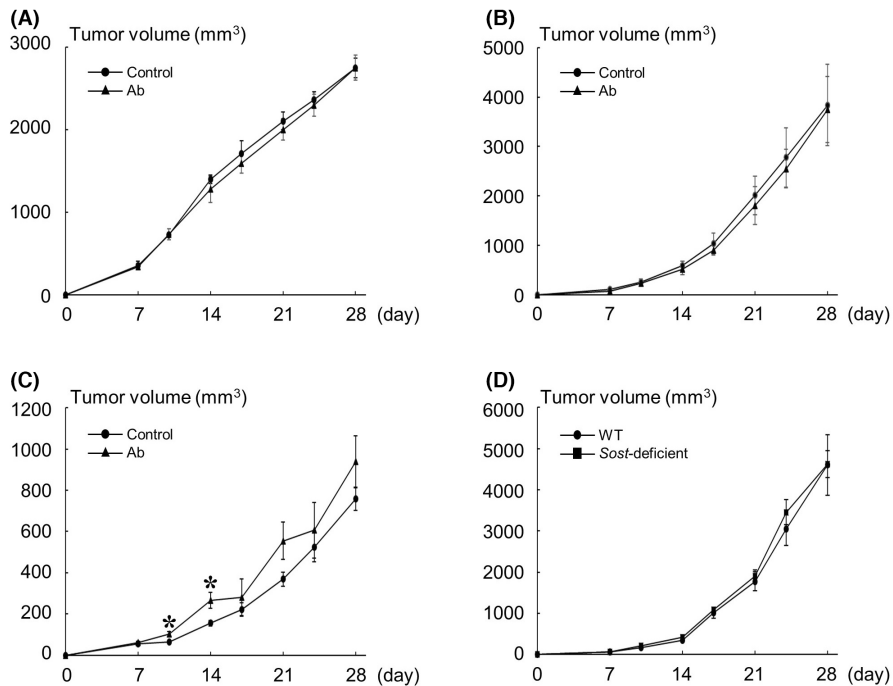 (A)
Tumor volume (mm³)
3000
2000
1000
0
Control
Ab
0 7 14 21 28 (day)
(B)
Tumor volume (mm³)
5000
4000
3000
2000
1000
0
Control
Ab
0 7 14 21 28 (day)
(C)
Tumor volume (mm³)
1200
1000
800
600
400
200
0
Control
Ab
*
*
0 7 14 21 28 (day)
(D)
Tumor volume (mm³)
6000
5000
4000
3000
2000
1000
0
WT
Sost-deficient
0 7 14 21 28 (day)